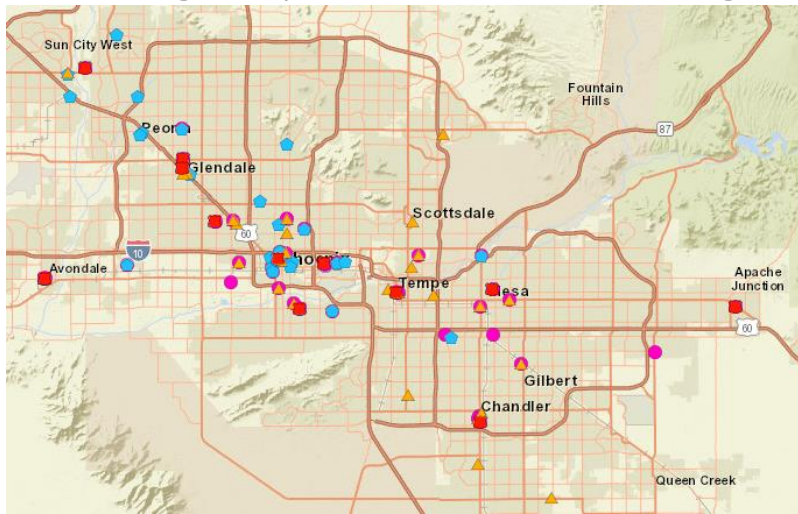 Sun City West
Fountain
Hills
87
Peoria
Glendale
Scottsdale
60
10
Phoenix
Avondale
Tempe
Mesa
Apache
Junction
60
Gilbert
Chandler
Queen Creek